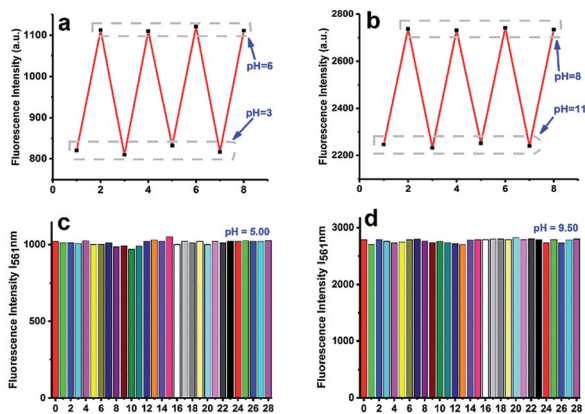 a
Fluorescence Intensity (a.u.)
1100
1000
900
800
pH=6
pH=3
0 2 4 6 8
b
Fluorescence Intensity (a.u.)
2800
2600
2400
2200
pH=8
pH=11
0 2 4 6 8
c
pH = 5.00
Fluorescence Intensity I561nm
1000
750
500
250
0
0 2 4 6 8 10 12 14 16 18 20 22 24 26 28
d
pH = 9.50
Fluorescence Intensity I561nm
3000
2000
1000
0
0 2 4 6 8 10 12 14 16 18 20 22 24 26 28